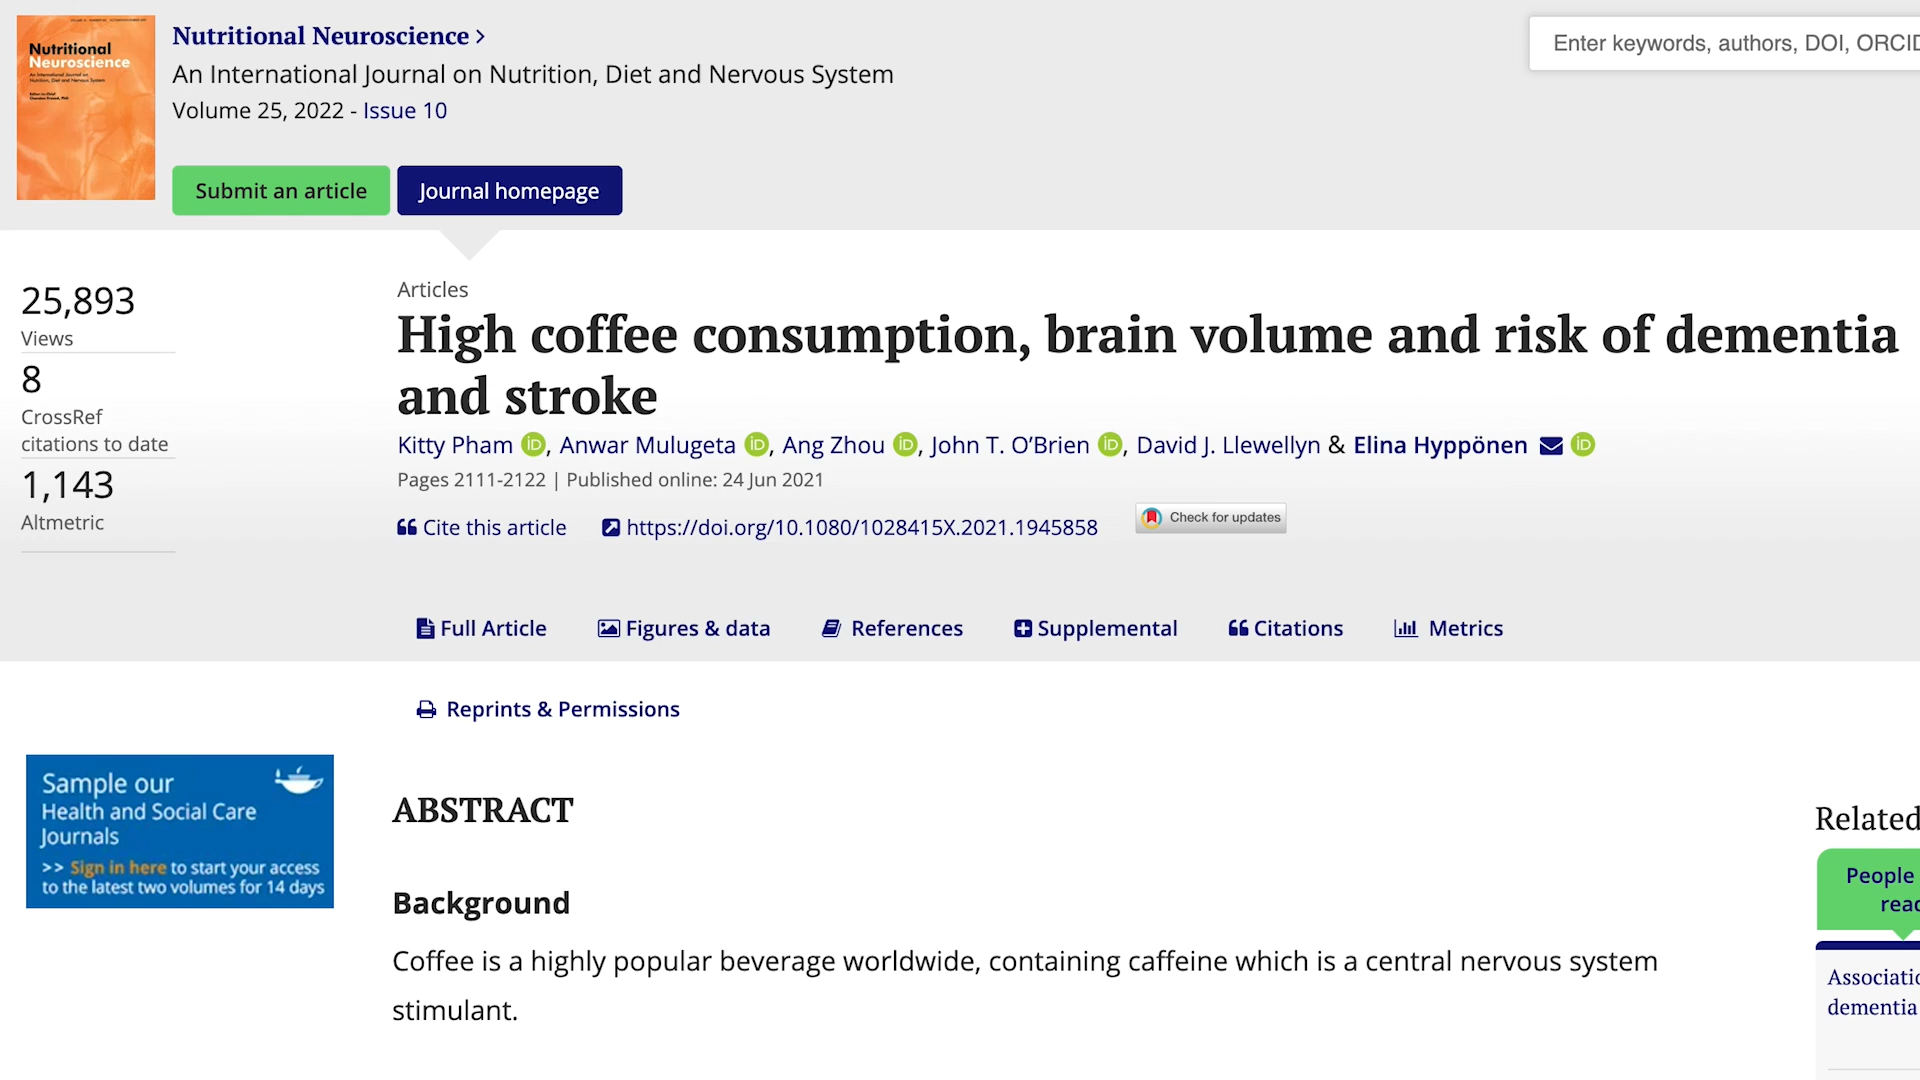 Nutritional
Neuroscience
Nutritional Neuroscience
An International Journal on Nutrition, Diet and Nervous System
Volume 25, 2022 - Issue 10
Enter keywords, authors, DOI, ORCID
Submit an article
Journal homepage
25,893
Views
8
CrossRef
citations to date
1,143
Altmetric
Articles
High coffee consumption, brain volume and risk of dementia
and stroke
Kitty Pham iD, Anwar Mulugeta iD, Ang Zhou iD, John T. O’Brien iD, David J. Llewellyn & Elina Hyppönen iD
Pages 2111-2122 | Published online: 24 Jun 2021
Cite this article https://doi.org/10.1080/1028415X.2021.1945858 Check for updates
Full Article Figures & data References Supplemental Citations Metrics
Reprints & Permissions
Sample our
Health and Social Care
Journals
>> Sign in here to start your access
to the latest two volumes for 14 days
ABSTRACT
Background
Coffee is a highly popular beverage worldwide, containing caffeine which is a central nervous system
stimulant.
Related
People
dementia